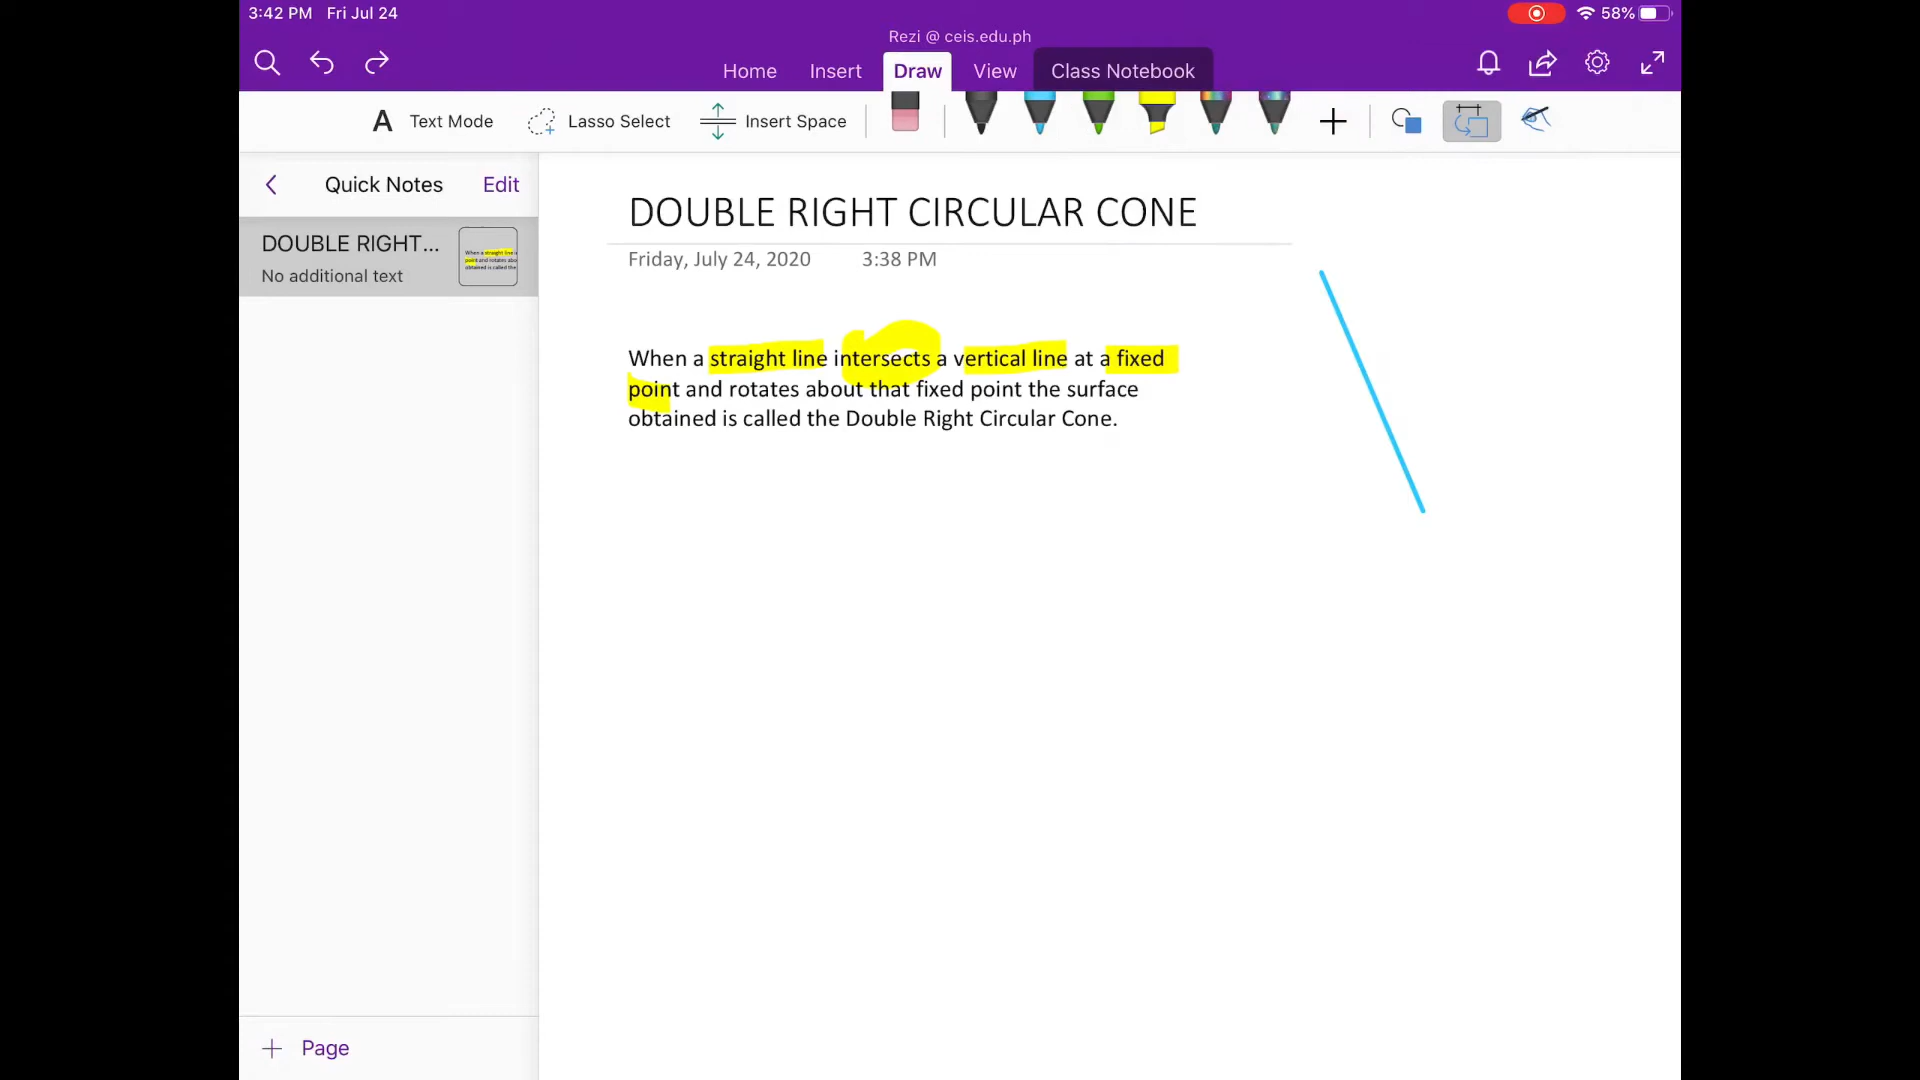 3:42 PM Fri Jul 24
58%
Rezi @ ceis.edu.ph
Home Insert Draw View Class Notebook
A Text Mode Lasso Select Insert Space
Quick Notes Edit
DOUBLE RIGHT...
No additional text
DOUBLE RIGHT CIRCULAR CONE
Friday, July 24, 2020 3:38 PM
When a straight line intersects a vertical line at a fixed
point and rotates about that fixed point the surface
obtained is called the Double Right Circular Cone.
Page